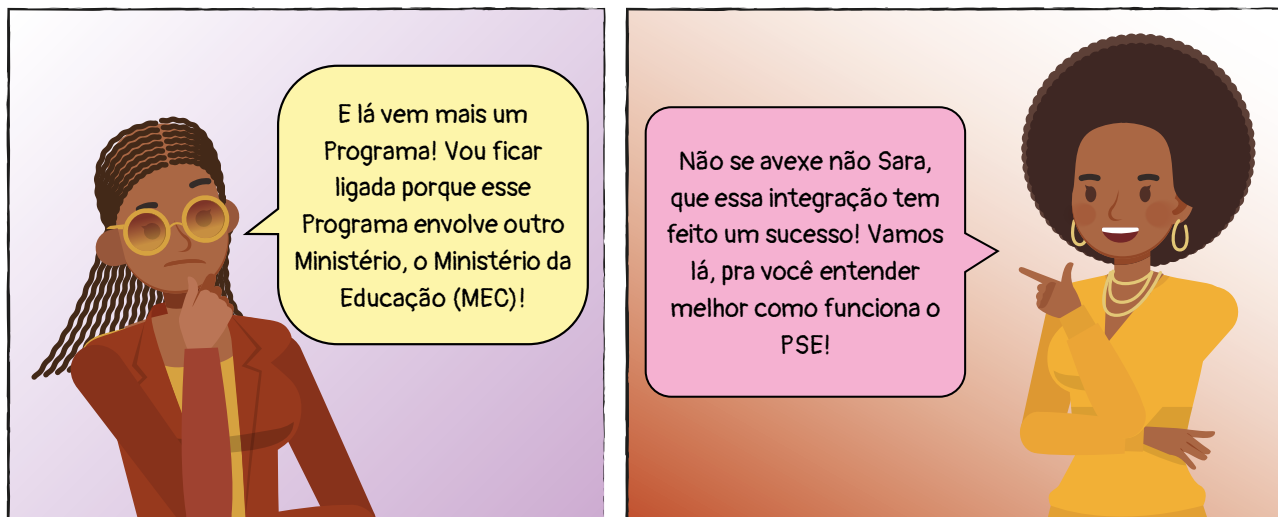 E lá vem mais um
Programa! Vou ficar
ligada porque esse
Programa envolve outro
Ministério, o Ministério da
Educação (MEC)!
Não se avexe não Sara,
que essa integração tem
feito um sucesso! Vamos
lá, pra você entender
melhor como funciona o
PSE!